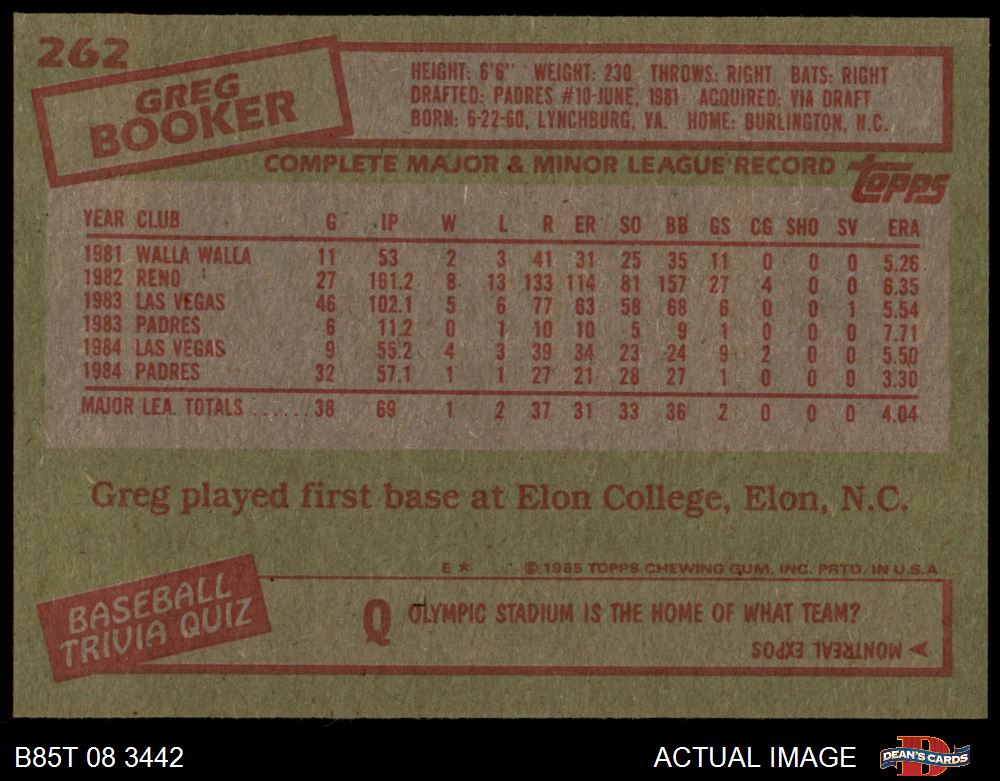 262
GREG
BOOKER
HEIGHT: 6'6" WEIGHT: 230 THROWS: RIGHT BATS: RIGHT
DRAFTED: PADRES #10-JUNE, 1981 ACQUIRED: VIA DRAFT
BORN: 6-22-60, LYNCHBURG, VA. HOME: BURLINGTON, N.C.
COMPLETE MAJOR & MINOR LEAGUE RECORD
TOPPS
YEAR CLUB G IP W L R ER SO BB GS CG SHO SV ERA
1981 WALLA WALLA 11 53 2 3 41 31 25 35 11 0 0 0 5.26
1982 RENO 27 161.2 8 13 133 114 81 157 27 4 0 0 6.35
1983 LAS VEGAS 46 102.1 5 6 77 63 58 68 6 0 0 1 5.54
1983 PADRES 6 11.2 0 1 10 10 5 9 1 0 0 0 7.71
1984 LAS VEGAS 9 55.2 4 3 39 34 23 24 9 2 0 0 5.50
1984 PADRES 32 57.1 1 1 27 21 28 27 1 0 0 0 3.30
MAJOR LEA. TOTALS ...... 38 69 1 2 37 31 33 36 2 0 0 0 4.04
Greg played first base at Elon College, Elon, N.C.
E * © 1985 TOPPS CHEWING GUM, INC. PRTD. IN U.S.A
BASEBALL
TRIVIA QUIZ
Q OLYMPIC STADIUM IS THE HOME OF WHAT TEAM?
MONTREAL EXPOS
B85T 08 3442
ACTUAL IMAGE
DEAN'S CARDS